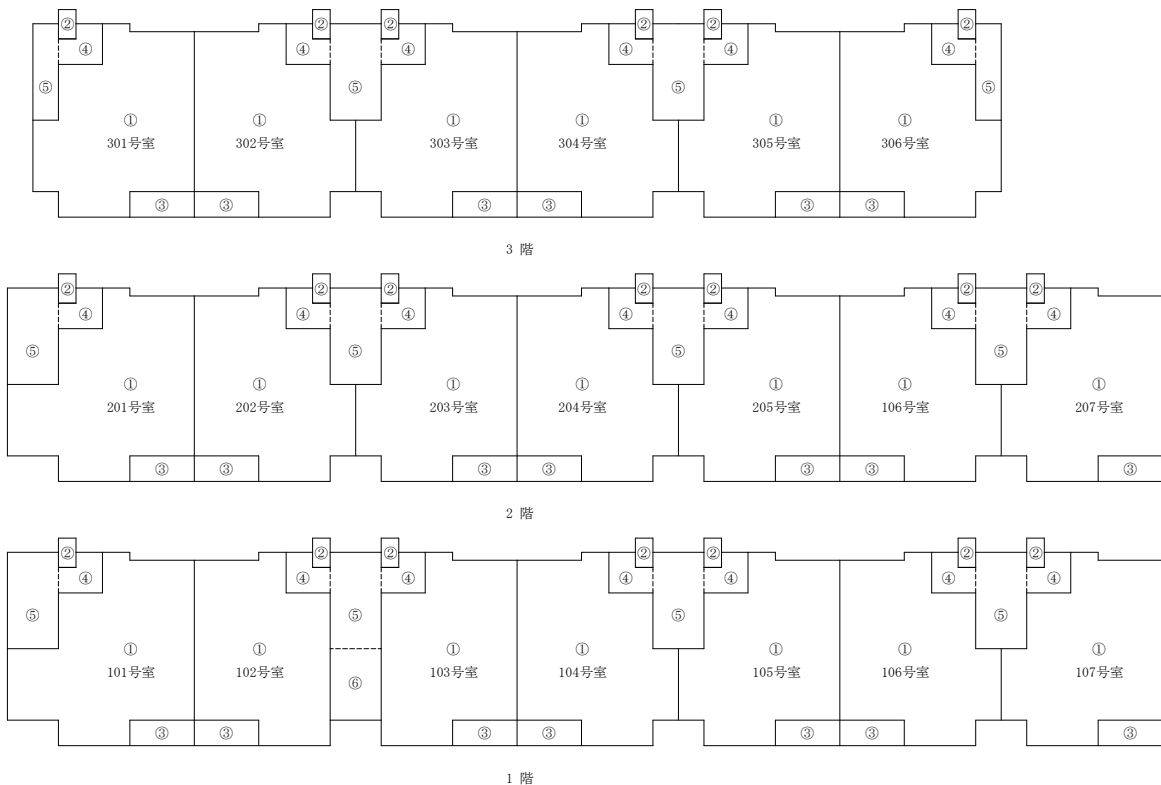 ② ② ② ② ② ②
④ ④ ④ ④ ④ ④
⑤ ⑤ ⑤ ⑤
① ① ① ① ① ①
301号室 302号室 303号室 304号室 305号室 306号室
③ ③ ③ ③ ③ ③
3 階
② ② ② ② ② ② ②
④ ④ ④ ④ ④ ④ ④
⑤ ⑤ ⑤ ⑤
① ① ① ① ① ① ①
201号室 202号室 203号室 204号室 205号室 106号室 207号室
③ ③ ③ ③ ③ ③ ③
2 階
② ② ② ② ② ② ②
④ ④ ④ ④ ④ ④ ④
⑤ ⑤ ⑤ ⑤
① ① ① ① ① ① ①
101号室 102号室 103号室 104号室 105号室 106号室 107号室
⑥
③ ③ ③ ③ ③ ③ ③
1 階